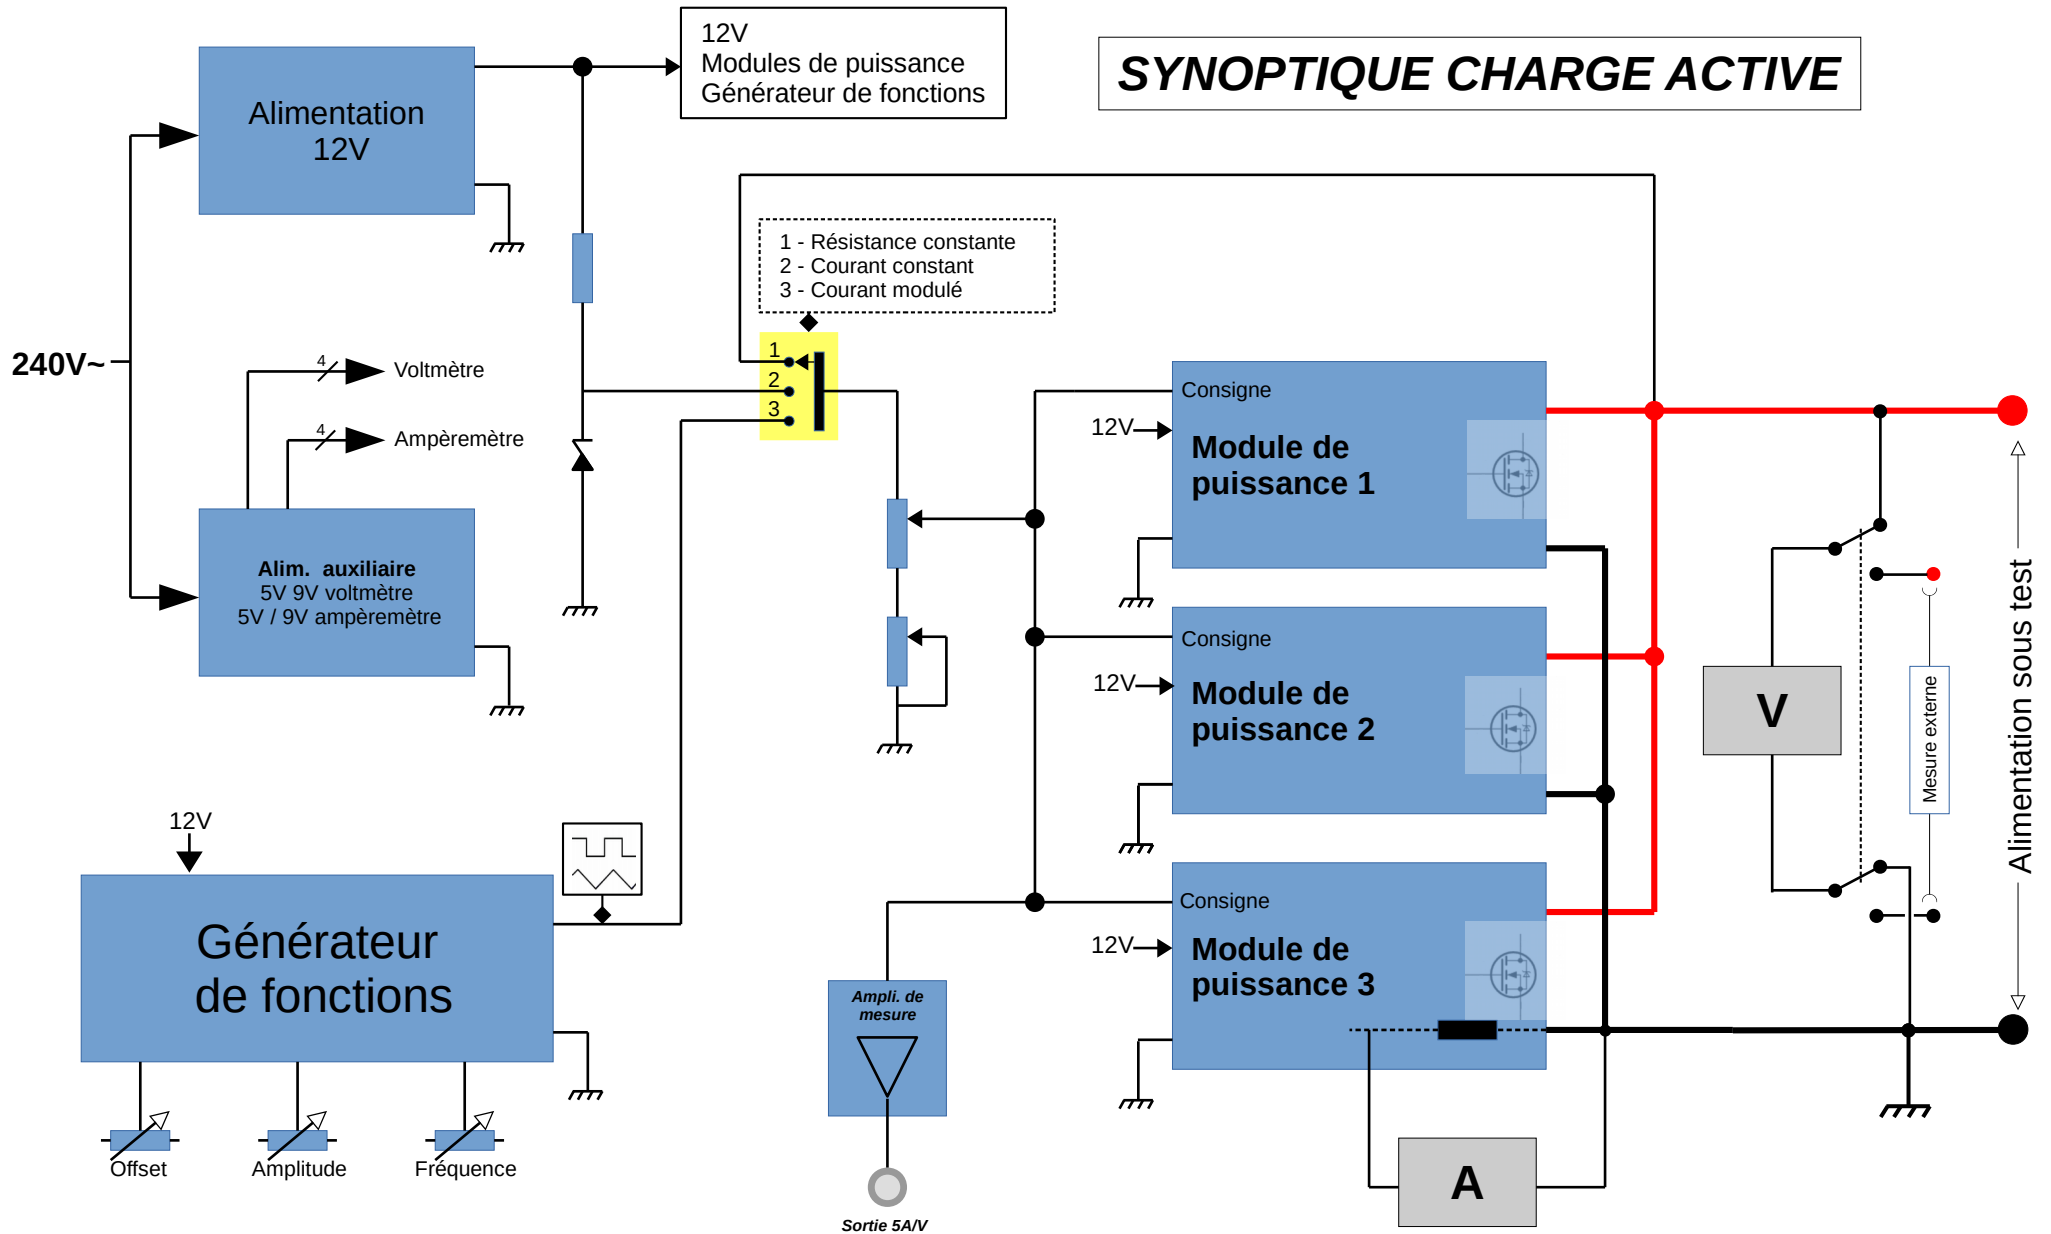 SYNOPTIQUE CHARGE ACTIVE
12V
Modules de puissance
Générateur de fonctions
Alimentation
12V
1 - Résistance constante
2 - Courant constant
3 - Courant modulé
240V~
4
Voltmètre
4
Ampèremètre
1
2
3
Alim. auxiliaire
5V 9V voltmètre
5V / 9V ampèremètre
Consigne
12V
Module de
puissance 1
Consigne
12V
Module de
puissance 2
Consigne
12V
Module de
puissance 3
V
Mesure externe
Alimentation sous test
12V
Générateur
de fonctions
Offset
Amplitude
Fréquence
Ampli. de
mesure
Sortie 5A/V
A